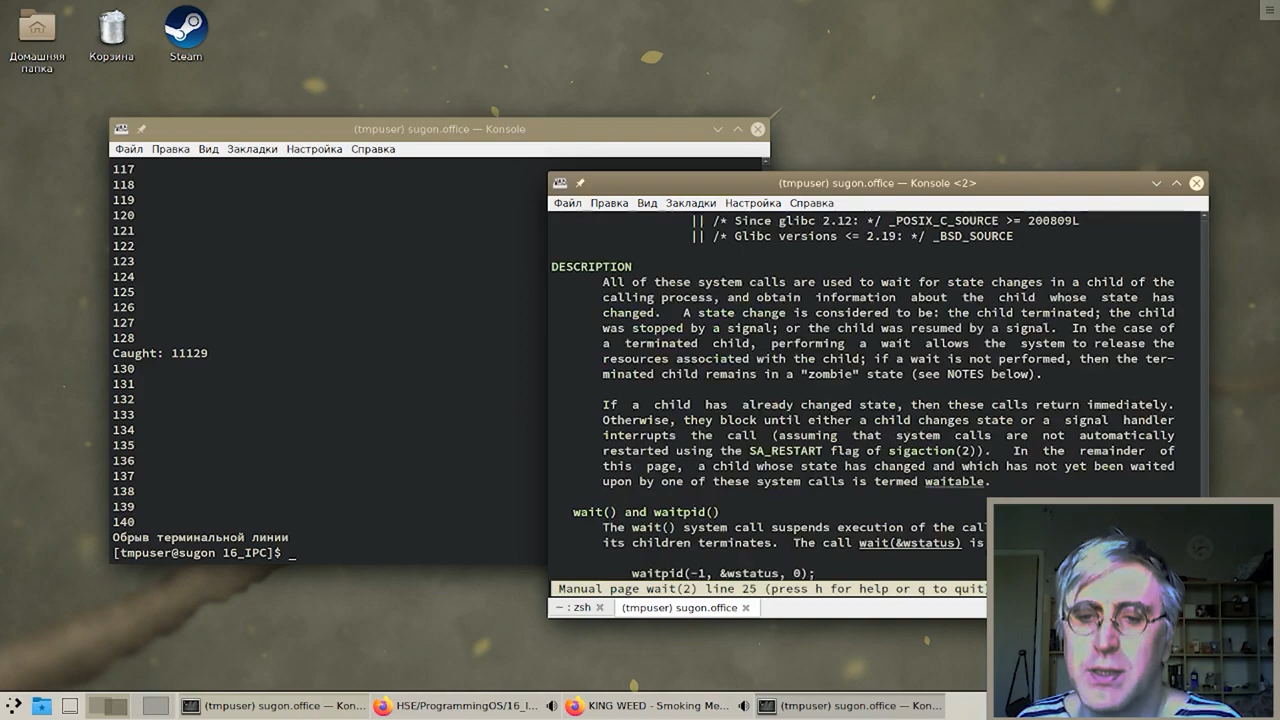 Домашняя
папка
Корзина
Steam
(tmpuser) sugon.office — Konsole
Файл Правка Вид Закладки Настройка Справка
117
118
119
120
121
122
123
124
125
126
127
128
Caught: 11129
130
131
132
133
134
135
136
137
138
139
140
Обрыв терминальной линии
[tmpuser@sugon 16_IPC]$ _
(tmpuser) sugon.office — Konsole <2>
Файл Правка Вид Закладки Настройка Справка
|| /* Since glibc 2.12: */ _POSIX_C_SOURCE >= 200809L
|| /* Glibc versions <= 2.19: */ _BSD_SOURCE
DESCRIPTION
All of these system calls are used to wait for state changes in a child of the
calling process, and obtain information about the child whose state has
changed. A state change is considered to be: the child terminated; the child
was stopped by a signal; or the child was resumed by a signal. In the case of
a terminated child, performing a wait allows the system to release the
resources associated with the child; if a wait is not performed, then the ter-
minated child remains in a "zombie" state (see NOTES below).
If a child has already changed state, then these calls return immediately.
Otherwise, they block until either a child changes state or a signal handler
interrupts the call (assuming that system calls are not automatically
restarted using the SA_RESTART flag of sigaction(2)). In the remainder of
this page, a child whose state has changed and which has not yet been waited
upon by one of these system calls is termed waitable.
wait() and waitpid()
The wait() system call suspends execution of the call
its children terminates. The call wait(&wstatus) is
waitpid(-1, &wstatus, 0);
Manual page wait(2) line 25 (press h for help or q to quit)
~ : zsh
(tmpuser) sugon.office
(tmpuser) sugon.office — Kon...
HSE/ProgrammingOS/16_I...
KING WEED - Smoking Me...
(tmpuser) sugon.office — Kon...